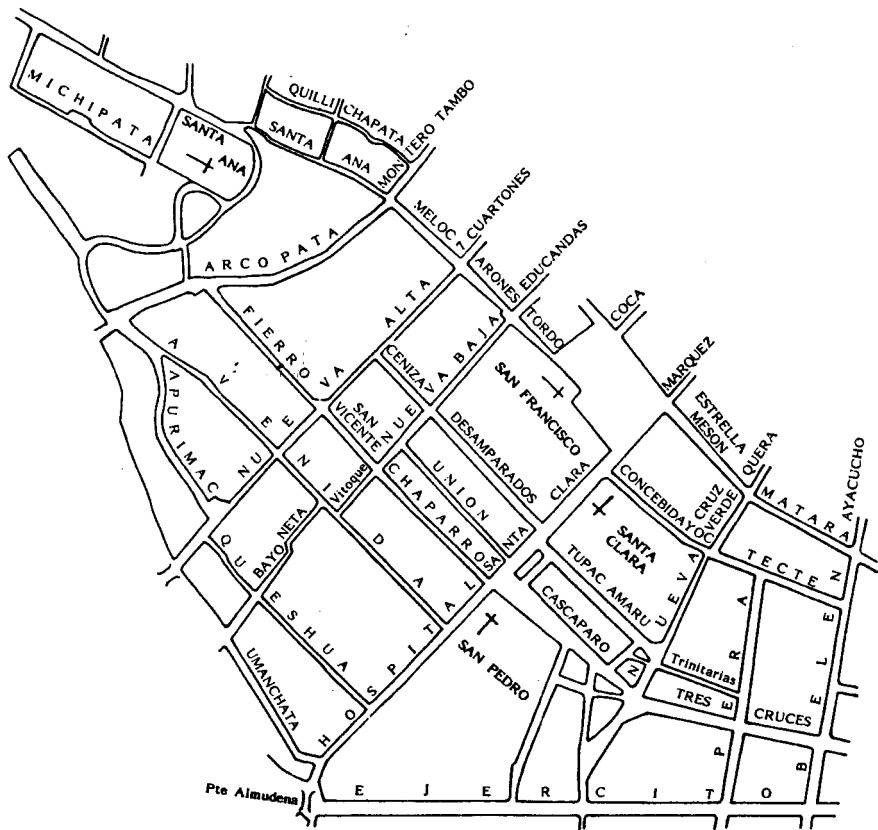 MICHIPATA
SANTA
ANA
QUILLI
CHAPATA
SANTA
ANA
MONTERO TAMBO
MELOC
7 CUARTONES
ARONES
EDUCANDAS
TORDO
COCA
MARQUEZ
ESTRELLA
MESON
QUERA
MATARA
AYACUCHO
ARCOPATA
FIERRO
NUEVA ALTA
CENIZA
NUEVA BAJA
SAN FRANCISCO
AVENIDA
APURIMAC
SAN
VICENTE
Vitoque
DESAMPARADOS
UNION
CHAPARRO
SANTA CLARA
CONCEBIDAYOC
CRUZ
VERDE
SANTA
CLARA
TUPAC AMARU
CASCAPARO
NUEVA
TECTE
BAYONETA
QUESHUA
UMANCHATA
HOSPITAL
SAN PEDRO
Trinitarias
TRES CRUCES
PERA
BELEN
Pte Almudena
EJERCITO